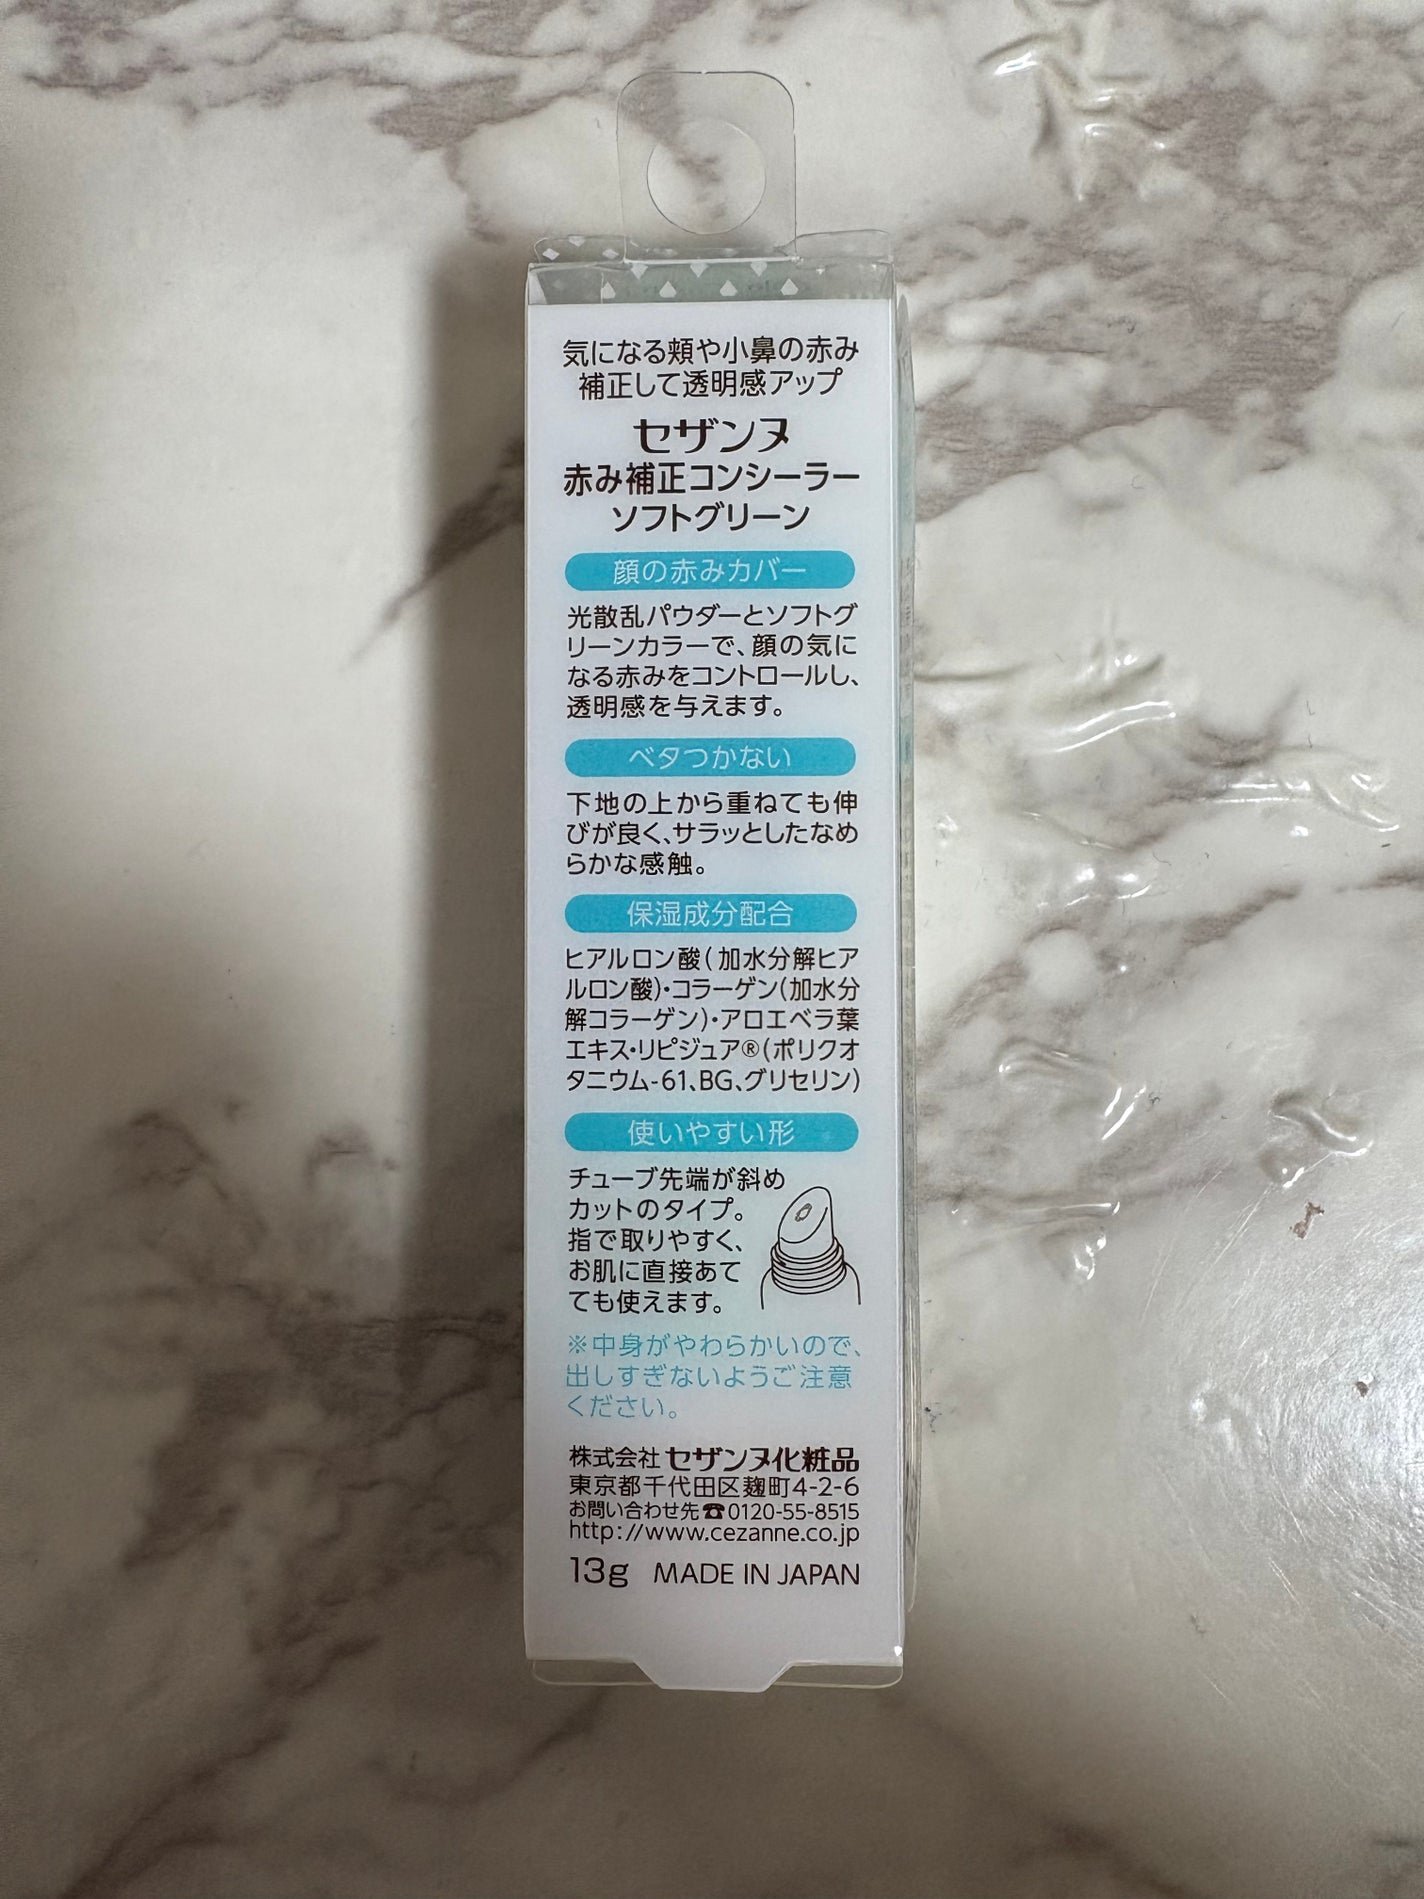 気になる頬や小鼻の赤み
補正して透明感アップ
セザンヌ
赤み補正コンシーラー
ソフトグリーン
顔の赤みカバー
光散乱パウダーとソフトグ
リーンカラーで、顔の気に
なる赤みをコントロールし、
透明感を与えます。
ベタつかない
下地の上から重ねても伸
びが良く、サラッとしたなめ
らかな感触。
保湿成分配合
ヒアルロン酸(加水分解ヒア
ルロン酸)・コラーゲン(加水分
解コラーゲン)・アロエベラ葉
エキス・リピジュア®(ポリクオ
タニウム-61、BG、グリセリン)
使いやすい形
チューブ先端が斜め
カットのタイプ。
指で取りやすく、
お肌に直接あて
ても使えます。
※中身がやわらかいので、
出しすぎないようご注意
ください。
株式会社 セザンヌ化粧品
東京都千代田区麹町4-2-6
お問い合わせ先☎0120-55-8515
http://www.cezanne.co.jp
13g MADE IN JAPAN